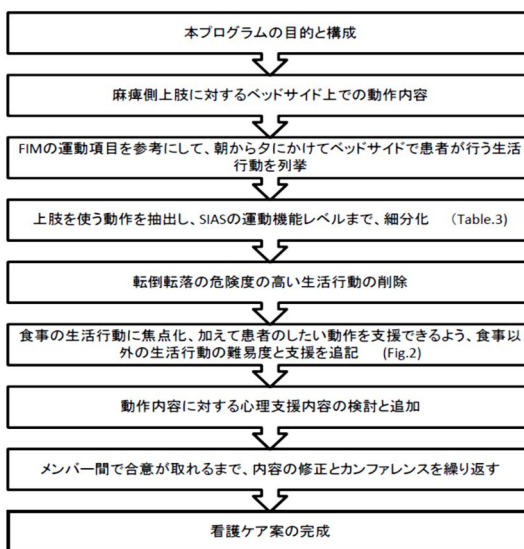 本プログラムの目的と構成
麻痺側上肢に対するベッドサイド上での動作内容
FIMの運動項目を参考にして、朝から夕にかけてベッドサイドで患者が行う生活
行動を列挙
上肢を使う動作を抽出し、SIASの運動機能レベルまで、細分化　（Table.3）
転倒転落の危険度の高い生活行動の削除
食事の生活行動に焦点化、加えて患者のしたい動作を支援できるよう、食事以
外の生活行動の難易度と支援を追記　(Fig.2)
動作内容に対する心理支援内容の検討と追加
メンバー間で合意が取れるまで、内容の修正とカンファレンスを繰り返す
看護ケア案の完成